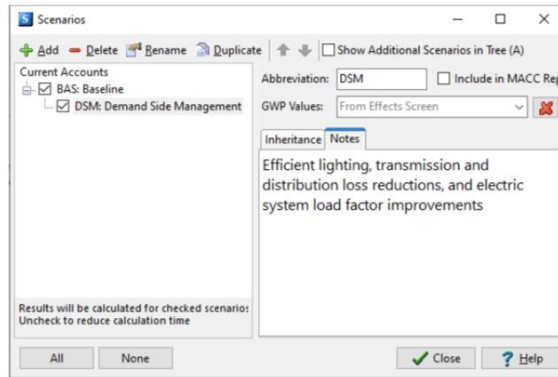 Scenarios
Add Delete Rename Duplicate Show Additional Scenarios in Tree (A)
Current Accounts
BAS: Baseline
DSM: Demand Side Management
Abbreviation: DSM Include in MACC Rep
GWP Values: From Effects Screen
Inheritance Notes
Efficient lighting, transmission and
distribution loss reductions, and electric
system load factor improvements
Results will be calculated for checked scenarios
Uncheck to reduce calculation time
All None Close Help